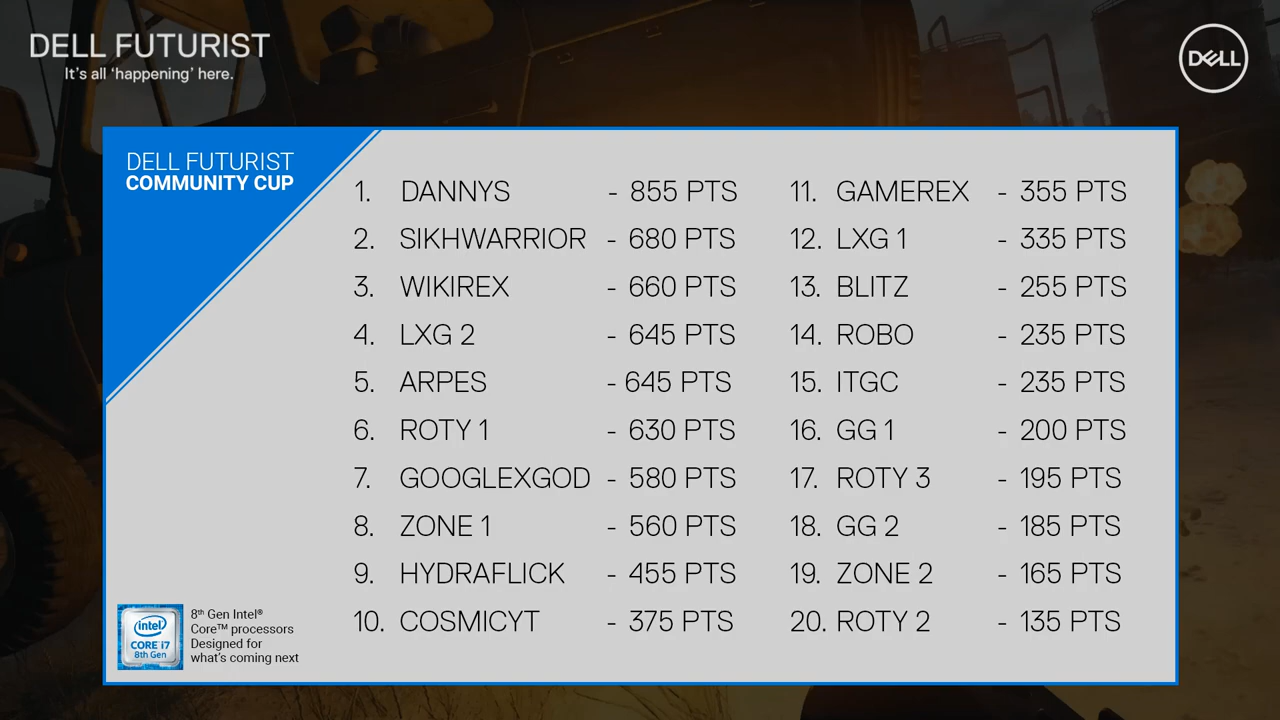 DELL FUTURIST
It's all 'happening' here.
DELL
DELL FUTURIST
COMMUNITY CUP
1. DANNYS - 855 PTS
2. SIKHWARRIOR - 680 PTS
3. WIKIREX - 660 PTS
4. LXG 2 - 645 PTS
5. ARPES - 645 PTS
6. ROTY 1 - 630 PTS
7. GOOGLEXGOD - 580 PTS
8. ZONE 1 - 560 PTS
9. HYDRAFLICK - 455 PTS
10. COSMICYT - 375 PTS
11. GAMEREX - 355 PTS
12. LXG 1 - 335 PTS
13. BLITZ - 255 PTS
14. ROBO - 235 PTS
15. ITGC - 235 PTS
16. GG 1 - 200 PTS
17. ROTY 3 - 195 PTS
18. GG 2 - 185 PTS
19. ZONE 2 - 165 PTS
20. ROTY 2 - 135 PTS
intel
CORE i7
8th Gen
8th Gen Intel®
Core™ processors
Designed for
what's coming next